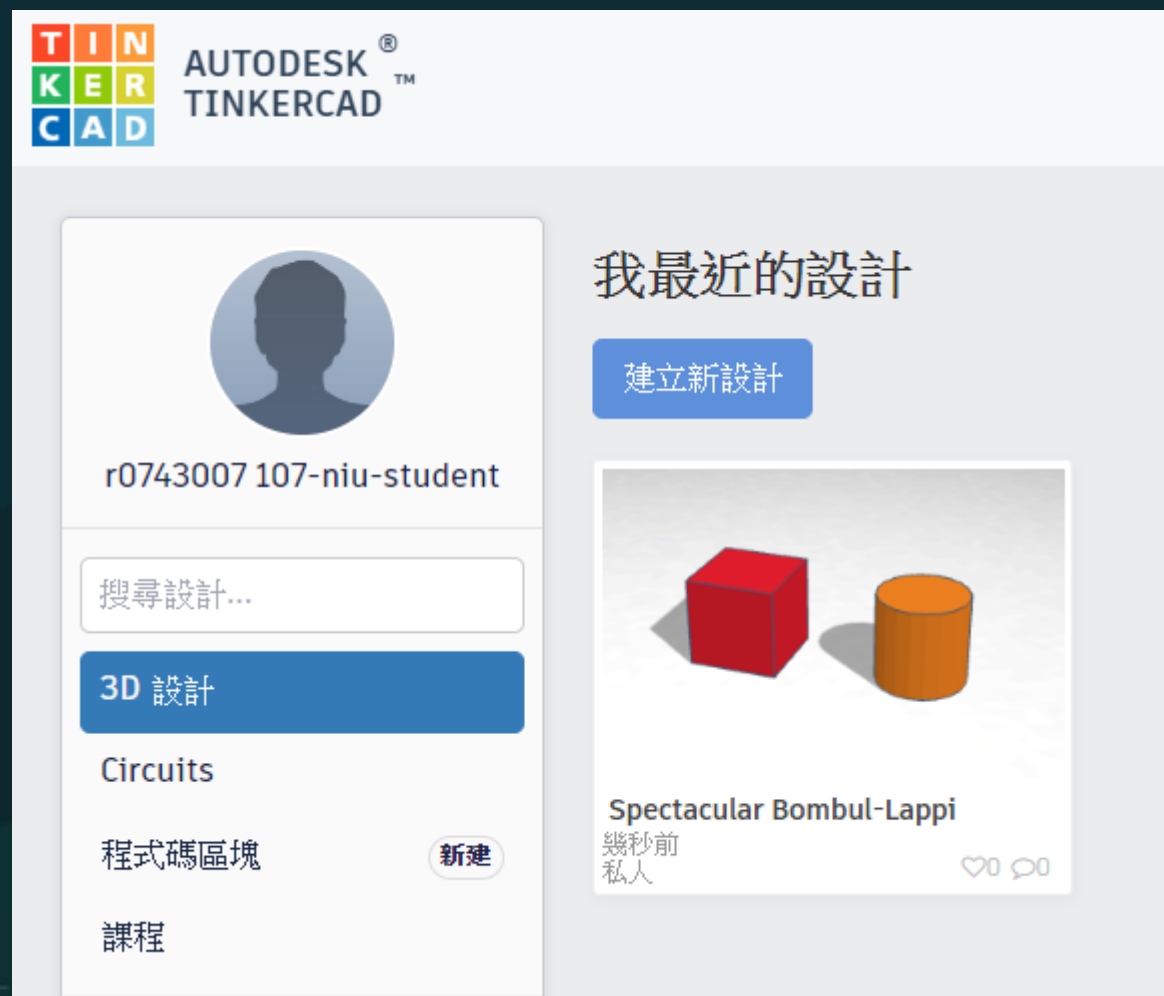 TIN
KER
CAD
AUTODESK ®
TINKERCAD ™
r0743007 107-niu-student
搜尋設計...
3D 設計
Circuits
程式碼區塊 新建
課程
我最近的設計
建立新設計
Spectacular Bombul-Lappi
幾秒前
私人
0 0